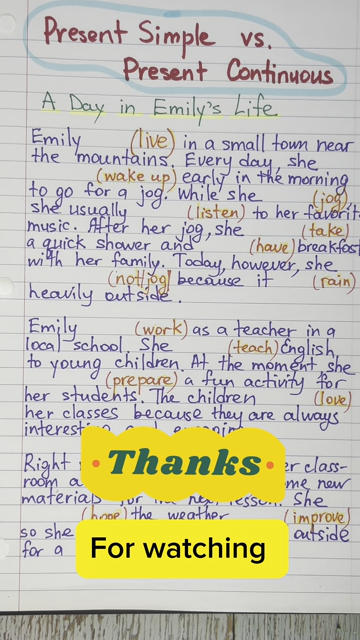 Present Simple vs.
Present Continuous
A Day in Emily's Life
Emily (live) in a small town near
the mountains. Every day, she
(wake up) early in the morning
to go for a jog. While she (jog),
she usually (listen) to her favorite
music. After her jog, she (take)
a quick shower and (have) breakfast
with her family. Today, however, she
(not/jog) because it (rain)
heavily outside.
Emily (work) as a teacher in a
local school. She (teach) English
to young children. At the moment she
(prepare) a fun activity for
her students. The children (love)
her classes because they are always
Right
room
new
materials for lesson. She
(hope) the weather (improve)
so she outside
for a
Thanks
For watching